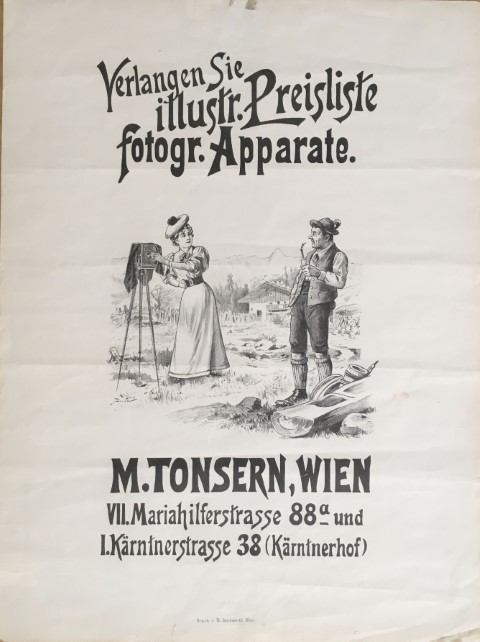 Verlangen Sie
illustr. Preisliste
fotogr. Apparate.
M. TONSERN, WIEN
VII. Mariahilferstrasse 88a und
I. Kärntnerstrasse 38 (Kärntnerhof)